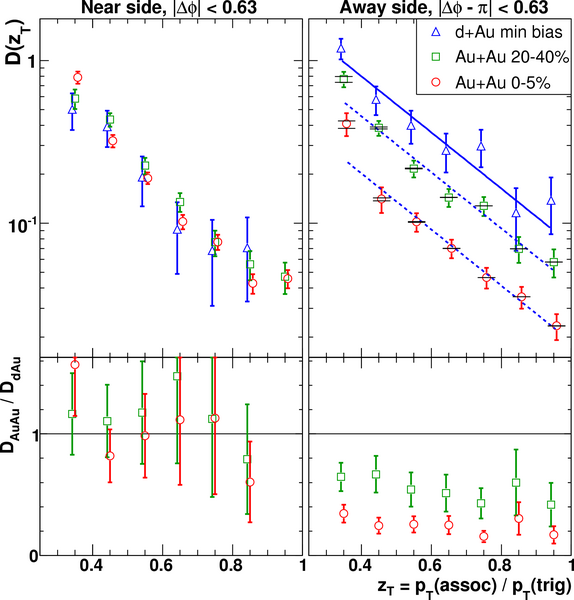 Near side, |Δϕ| < 0.63
Away side, |Δϕ - π| < 0.63
D(z_T)
1
10^-1
d+Au min bias
Au+Au 20-40%
Au+Au 0-5%
D_AuAu / D_dAu
1
0
0.4 0.6 0.8 1
0.4 0.6 0.8 1
z_T = p_T(assoc) / p_T(trig)